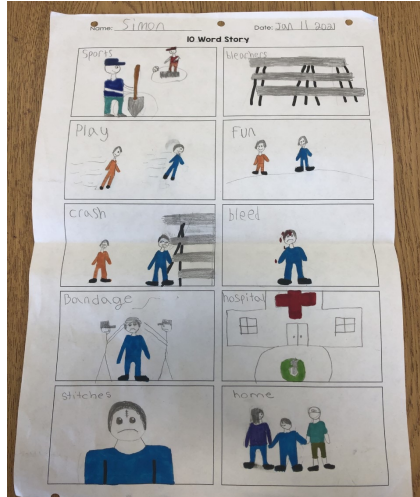 Name: Simon Date: Jan 11 2021
10 Word Story
Sports
bleachers
Play
Fun
crash
bleed
Bandage
hospital
stitches
home